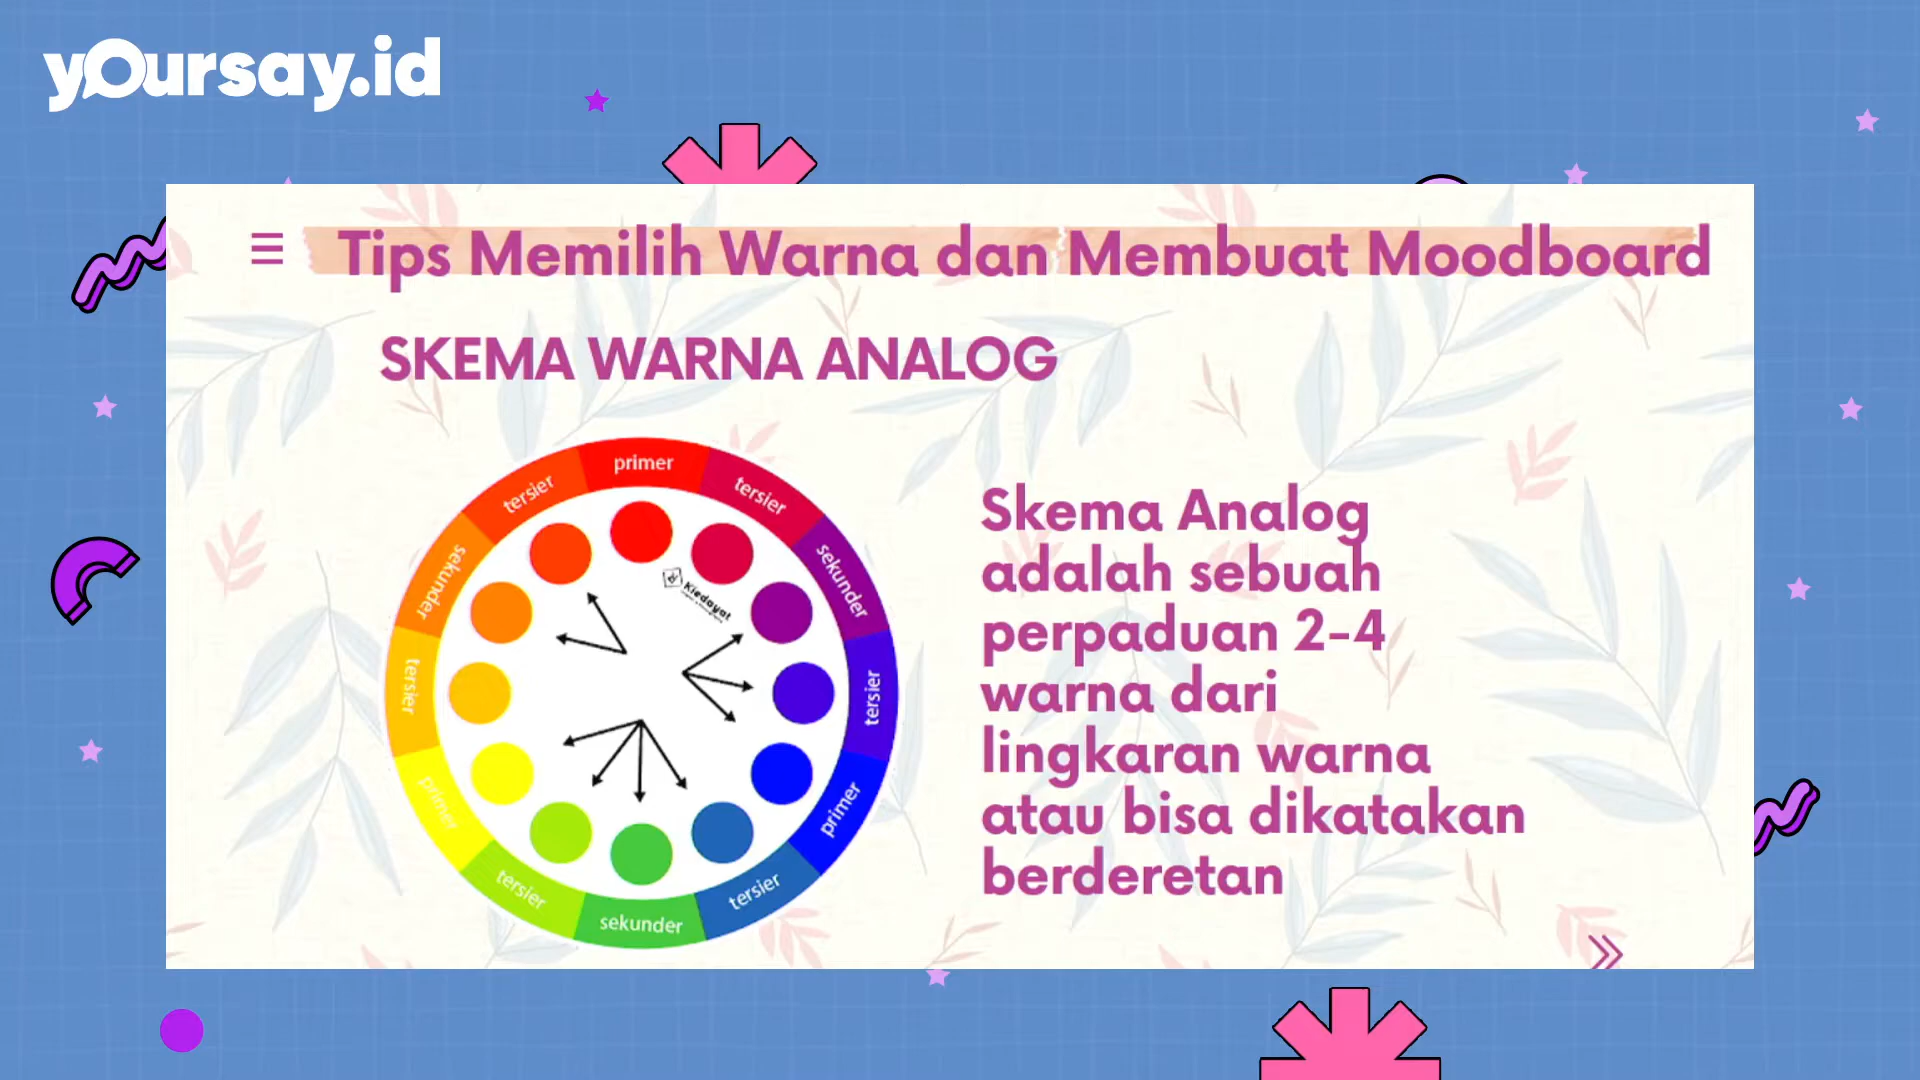 yoursay.id
Tips Memilih Warna dan Membuat Moodboard
SKEMA WARNA ANALOG
primer
tersier
tersier
sekunder
sekunder
tersier
tersier
primer
primer
tersier
tersier
sekunder
Kiedayat
Skema Analog
adalah sebuah
perpaduan 2-4
warna dari
lingkaran warna
atau bisa dikatakan
berderetan